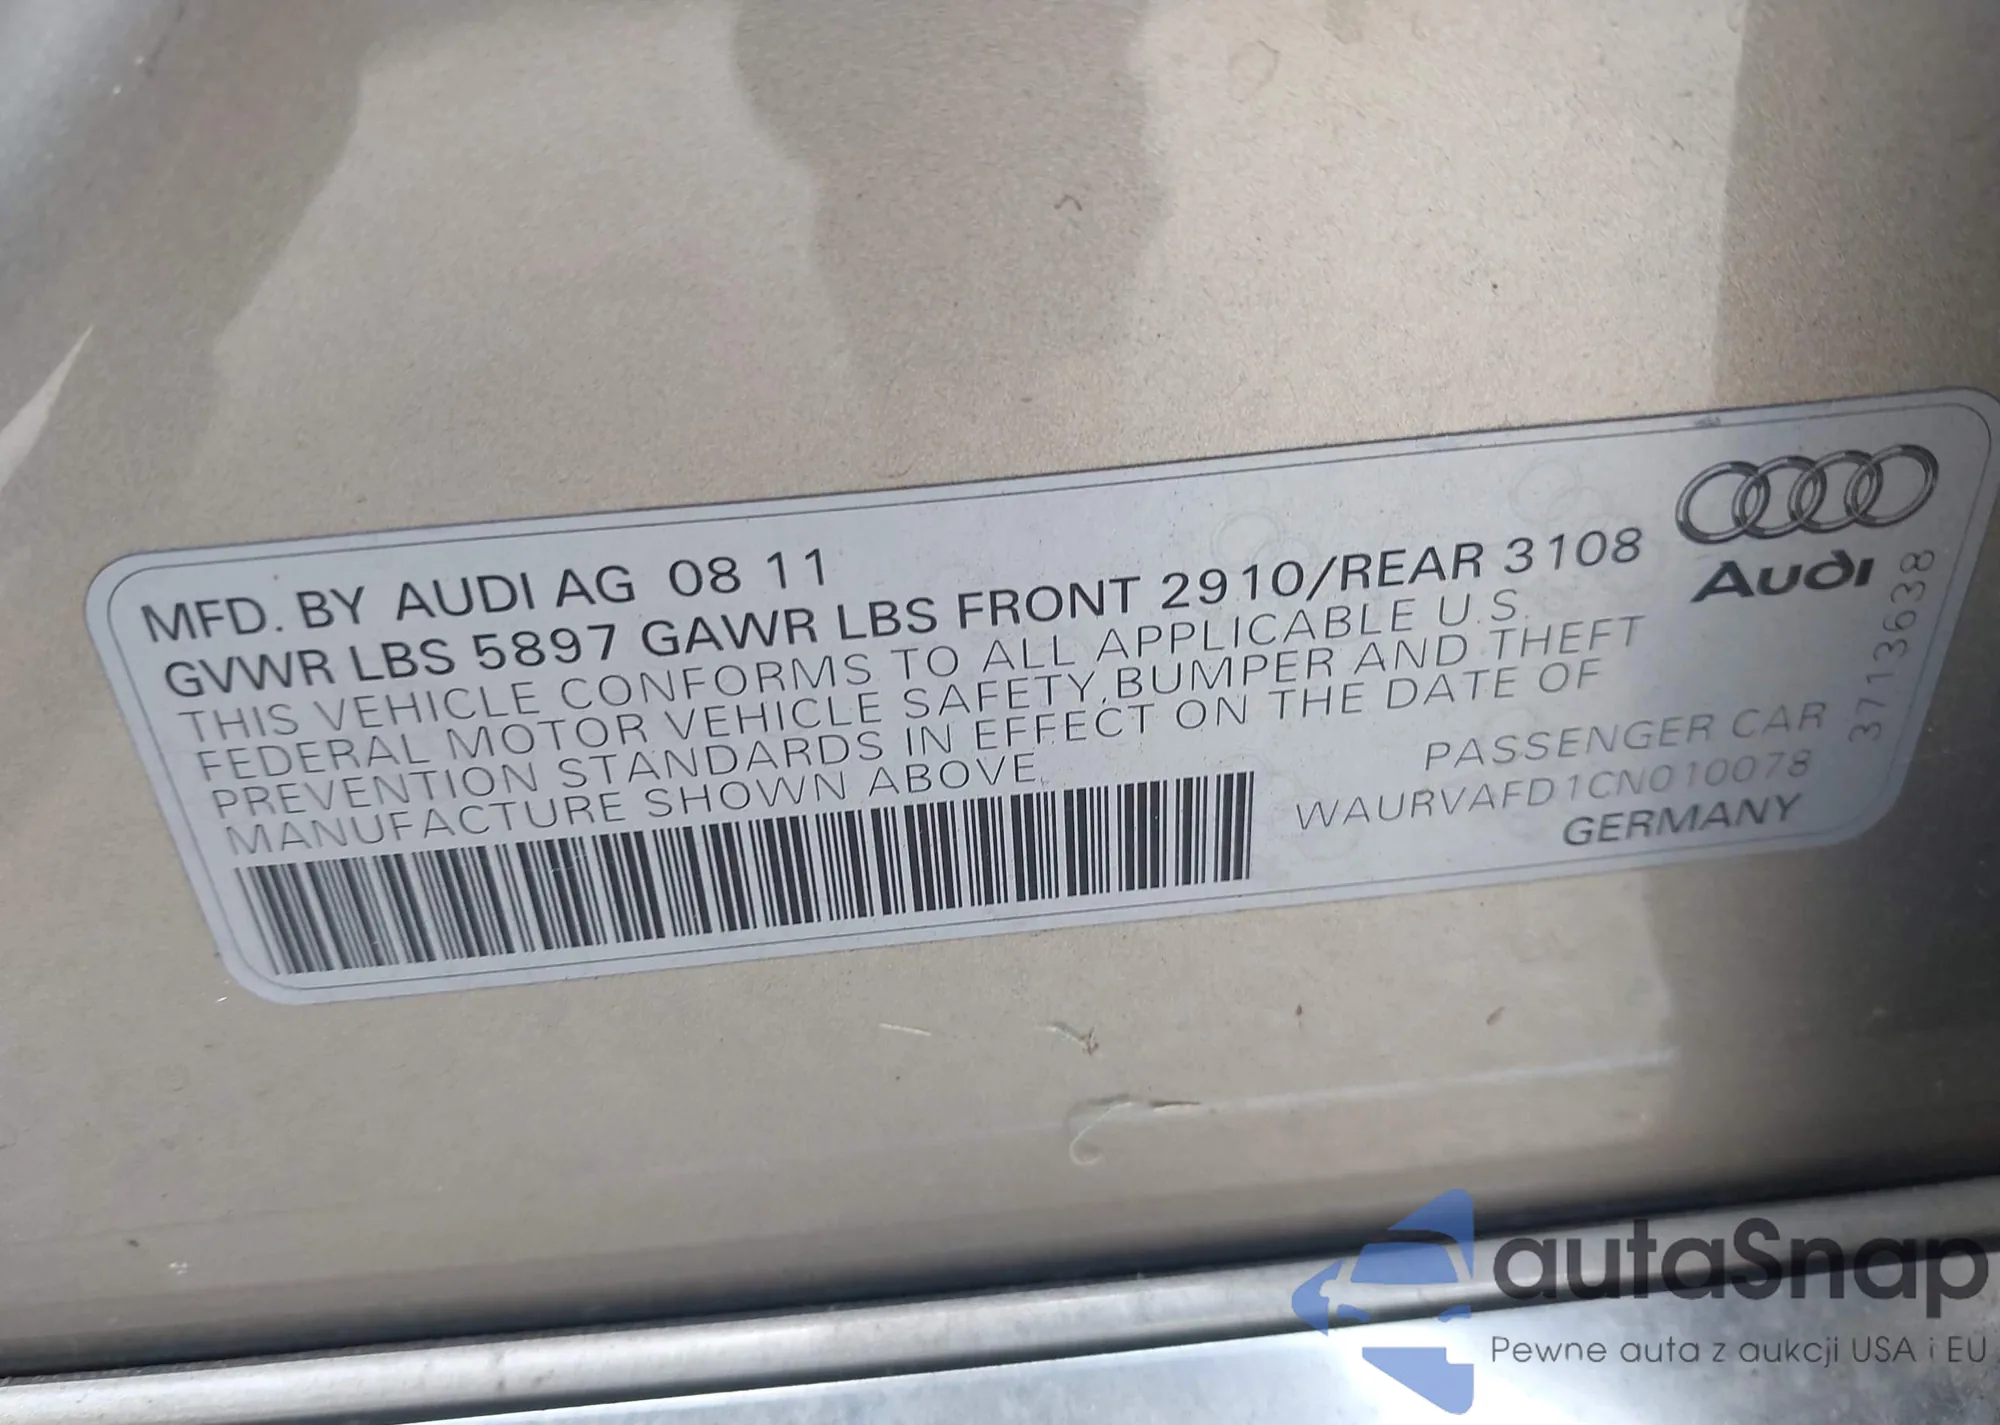 MFD. BY AUDI AG 08 11
GVWR LBS 5897 GAWR LBS FRONT 2910/REAR 3108
THIS VEHICLE CONFORMS TO ALL APPLICABLE U.S.
FEDERAL MOTOR VEHICLE SAFETY,BUMPER AND THEFT
PREVENTION STANDARDS IN EFFECT ON THE DATE OF
MANUFACTURE SHOWN ABOVE.
Audi
PASSENGER CAR
WAURVAFD1CN010078
GERMANY
37113638
autaSnap
Pewne auta z aukcji USA i EU